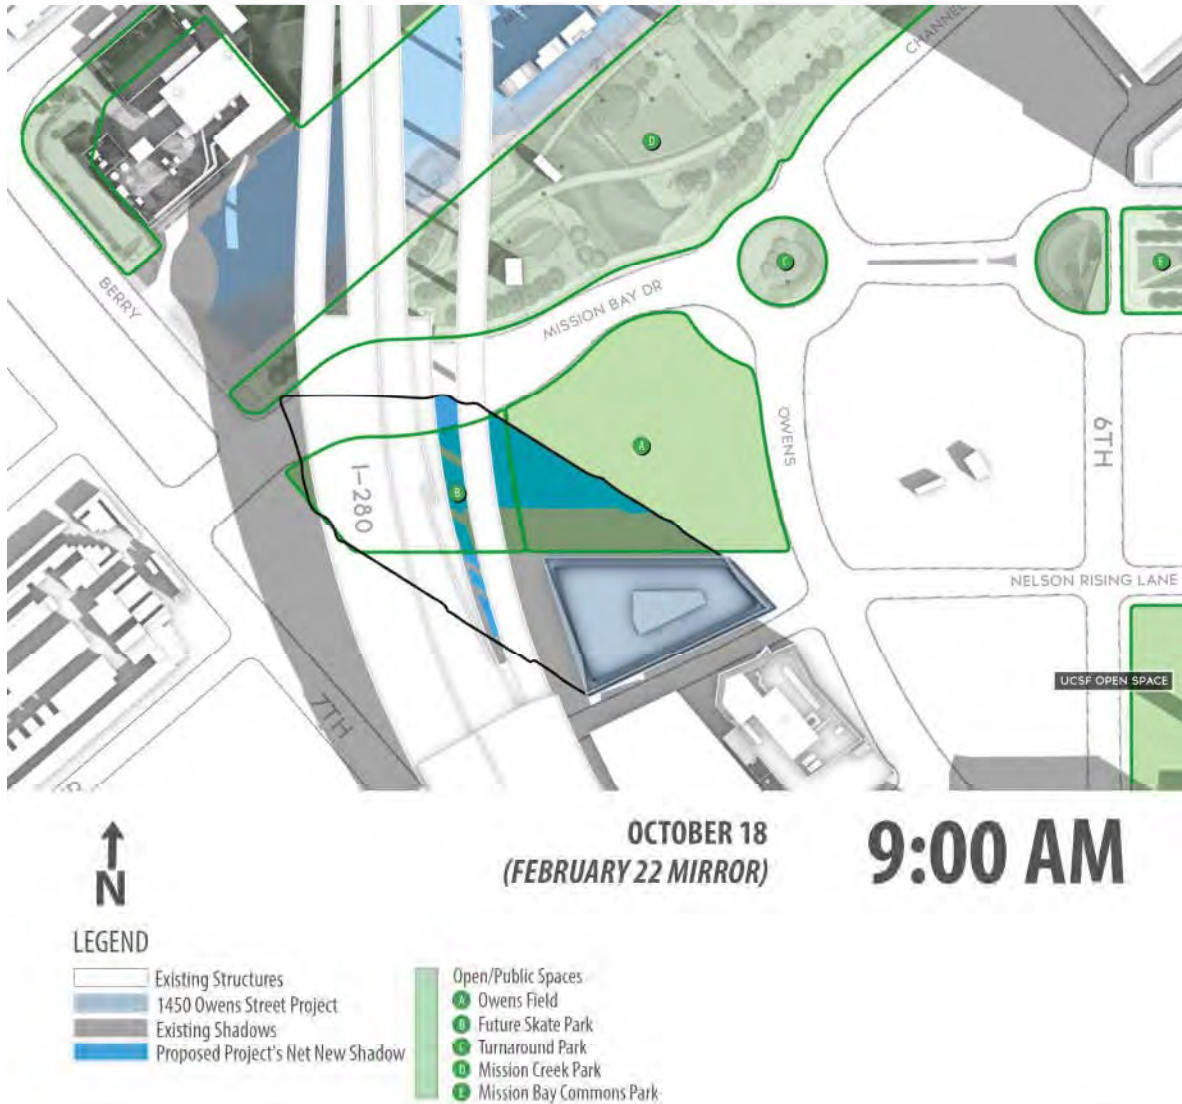 CHANNEL
D
C
E
BERRY
MISSION BAY DR
OWENS
6TH
A
I-280
B
NELSON RISING LANE
UCSF OPEN SPACE
7TH
OCTOBER 18
(FEBRUARY 22 MIRROR)
9:00 AM
N
LEGEND
Existing Structures
1450 Owens Street Project
Existing Shadows
Proposed Project's Net New Shadow
Open/Public Spaces
A Owens Field
B Future Skate Park
C Turnaround Park
D Mission Creek Park
E Mission Bay Commons Park